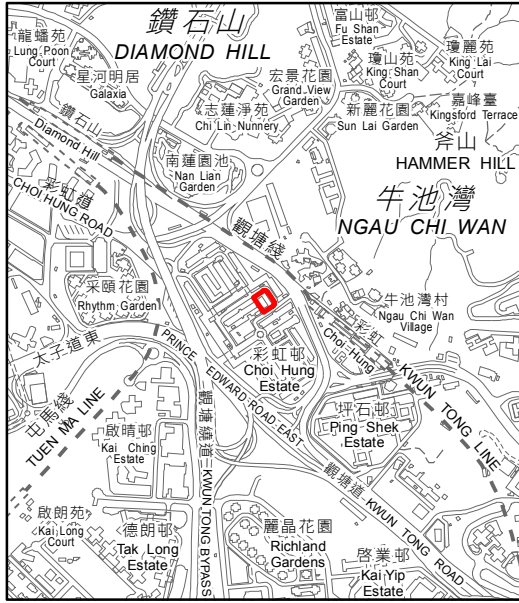 鑽石山
DIAMOND HILL
龍蟠苑
Lung Poon
Court
星河明居
Galaxia
鑽石山
Diamond Hill
富山邨
Fu Shan
Estate
宏景花園
Grand View
Garden
瓊山苑
King Shan
Court
瓊麗苑
King Lai
Court
志蓮淨苑
Chi Lin Nunnery
新麗花園
Sun Lai Garden
嘉峰臺
Kingsford Terrace
斧山
HAMMER HILL
南蓮園池
Nan Lian
Garden
彩虹道
CHOI HUNG ROAD
觀塘綫
牛池灣
NGAU CHI WAN
采頤花園
Rhythm Garden
牛池灣村
Ngau Chi Wan
Village
彩虹
Choi Hung
彩虹邨
Choi Hung
Estate
太子道東
PRINCE EDWARD ROAD EAST
屯馬綫
TUEN MA LINE
KWUN TONG LINE
坪石邨
Ping Shek
Estate
啟晴邨
Kai Ching
Estate
觀塘繞道
KWUN TONG BYPASS
觀塘道
KWUN TONG ROAD
啟朗苑
Kai Long
Court
德朗邨
Tak Long
Estate
麗晶花園
Richland
Gardens
啓業邨
Kai Yip
Estate